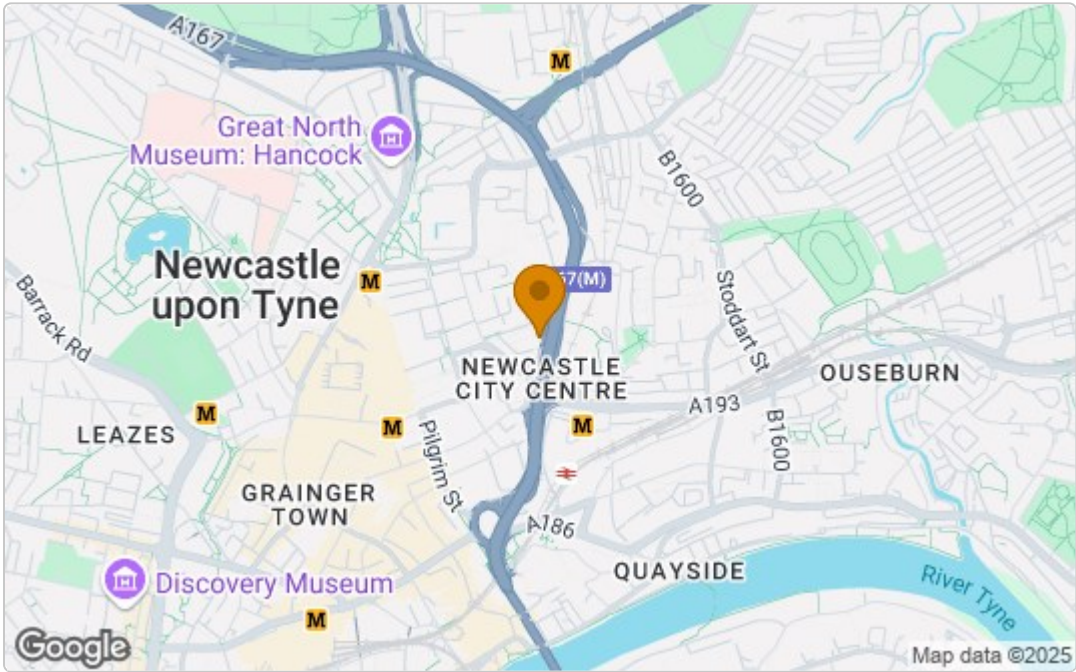 A167
M
Great North
Museum: Hancock
B1600
Newcastle
upon Tyne
M
67(M)
Barrack Rd
Stoddart St
NEWCASTLE
CITY CENTRE
OUSEBURN
A193
M
LEAZES
M
M
Pilgrim St
B1600
GRAINGER
TOWN
A186
QUAYSIDE
Discovery Museum
River Tyne
M
Google
Map data ©2025